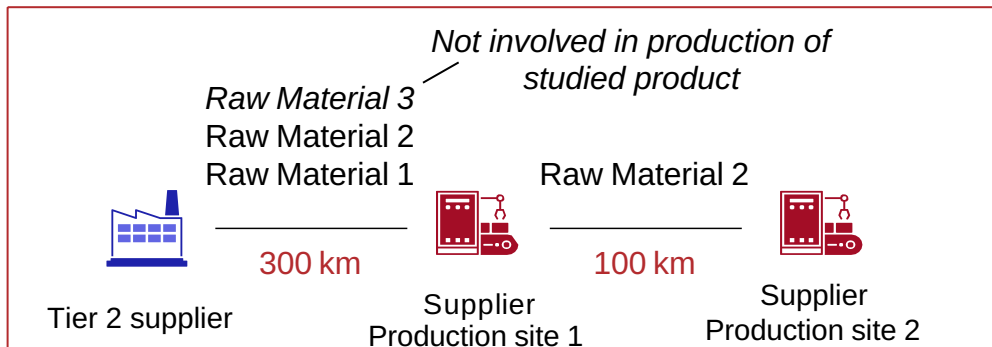 Not involved in production of
studied product
Raw Material 3
Raw Material 2
Raw Material 1
Raw Material 2
300 km
100 km
Tier 2 supplier
Supplier
Production site 1
Supplier
Production site 2